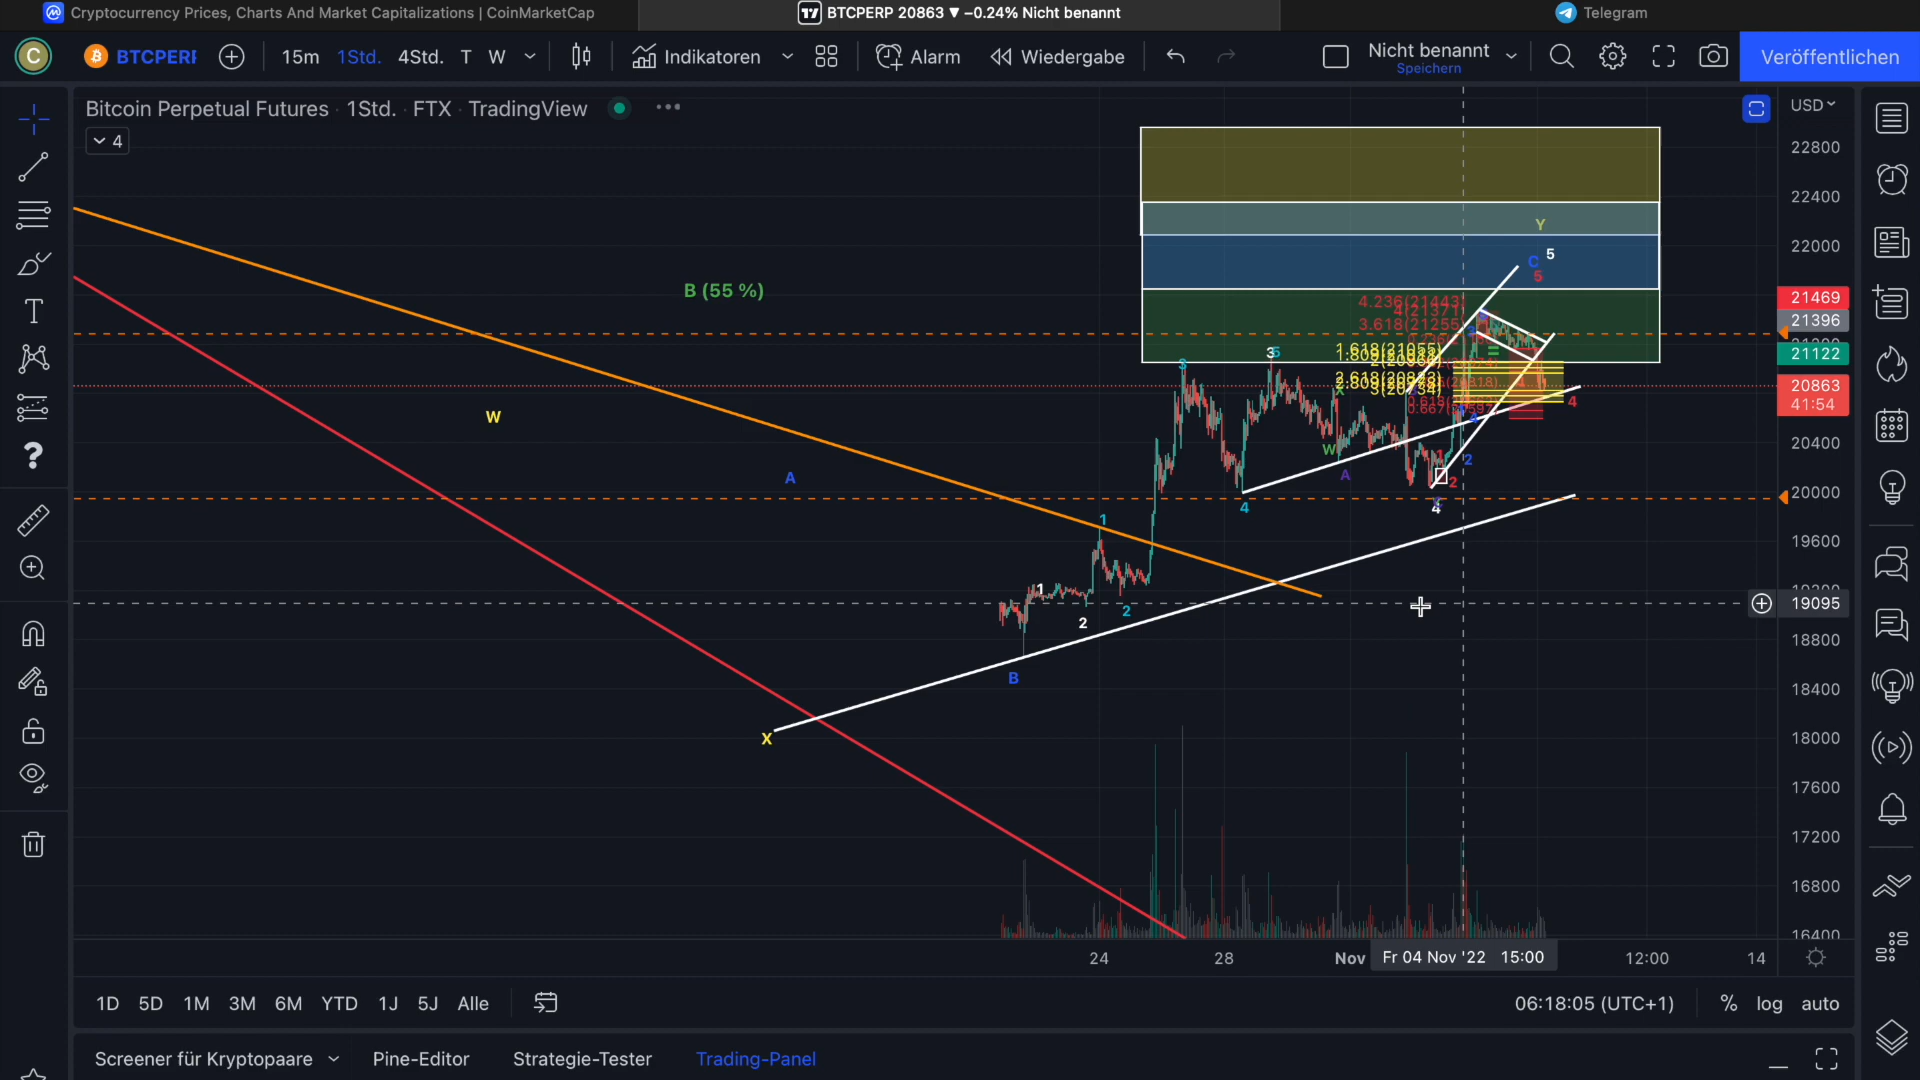 Cryptocurrency Prices, Charts And Market Capitalizations | CoinMarketCap
BTCPERP 20863 ▼ −0.24% Nicht benannt
Telegram
C
BTCPERP
15m 1Std. 4Std. T W
Indikatoren
Alarm
Wiedergabe
Nicht benannt
Speichern
Veröffentlichen
Bitcoin Perpetual Futures · 1Std. · FTX · TradingView
4
USD
22800
22400
22000
21469
21396
21122
20863
41:54
20400
20000
19600
19095
18800
18400
18000
17600
17200
16800
16400
Y
C 5
5
B (55 %)
4.236(21443)
4(21371)
3.618(21255)
1.618(21055)
3
3 5
W
A
W
A
4
4
2
1
2
4
1
2
1
2
B
X
24 28 Nov Fr 04 Nov '22 15:00 12:00 14
1D 5D 1M 3M 6M YTD 1J 5J Alle
06:18:05 (UTC+1) % log auto
Screener für Kryptopaare Pine-Editor Strategie-Tester Trading-Panel